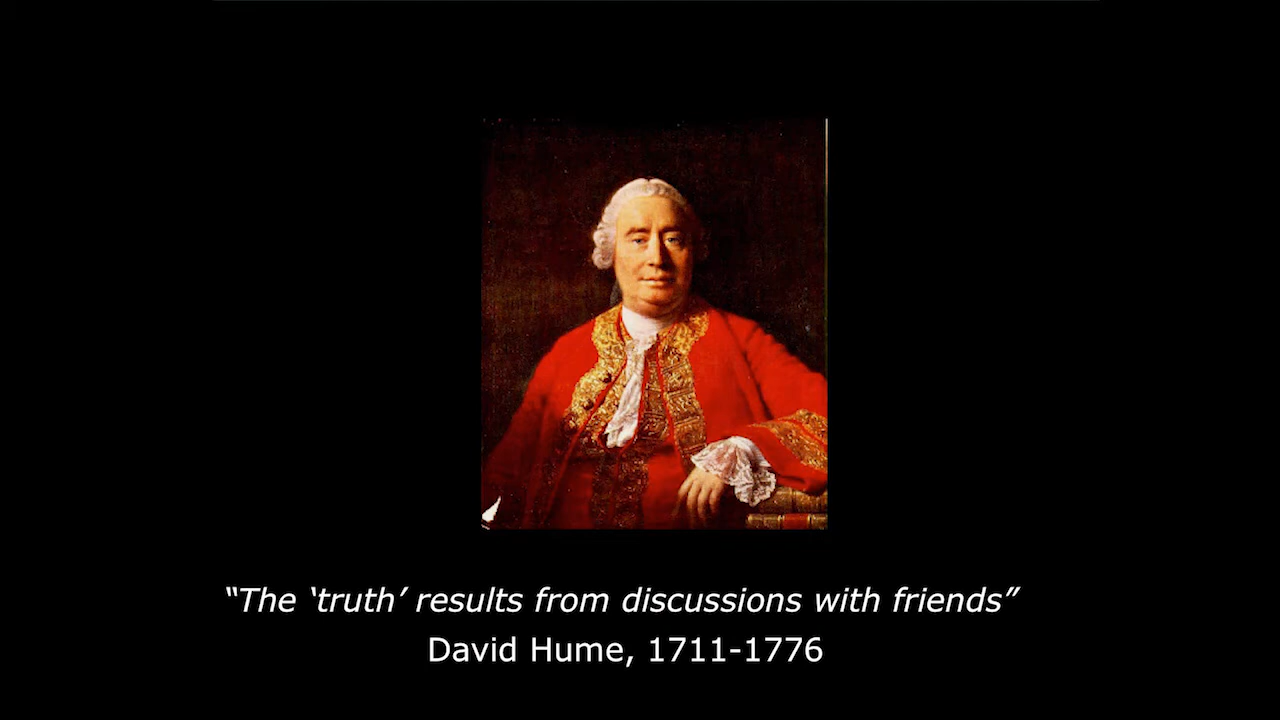 “The ‘truth’ results from discussions with friends”
David Hume, 1711-1776